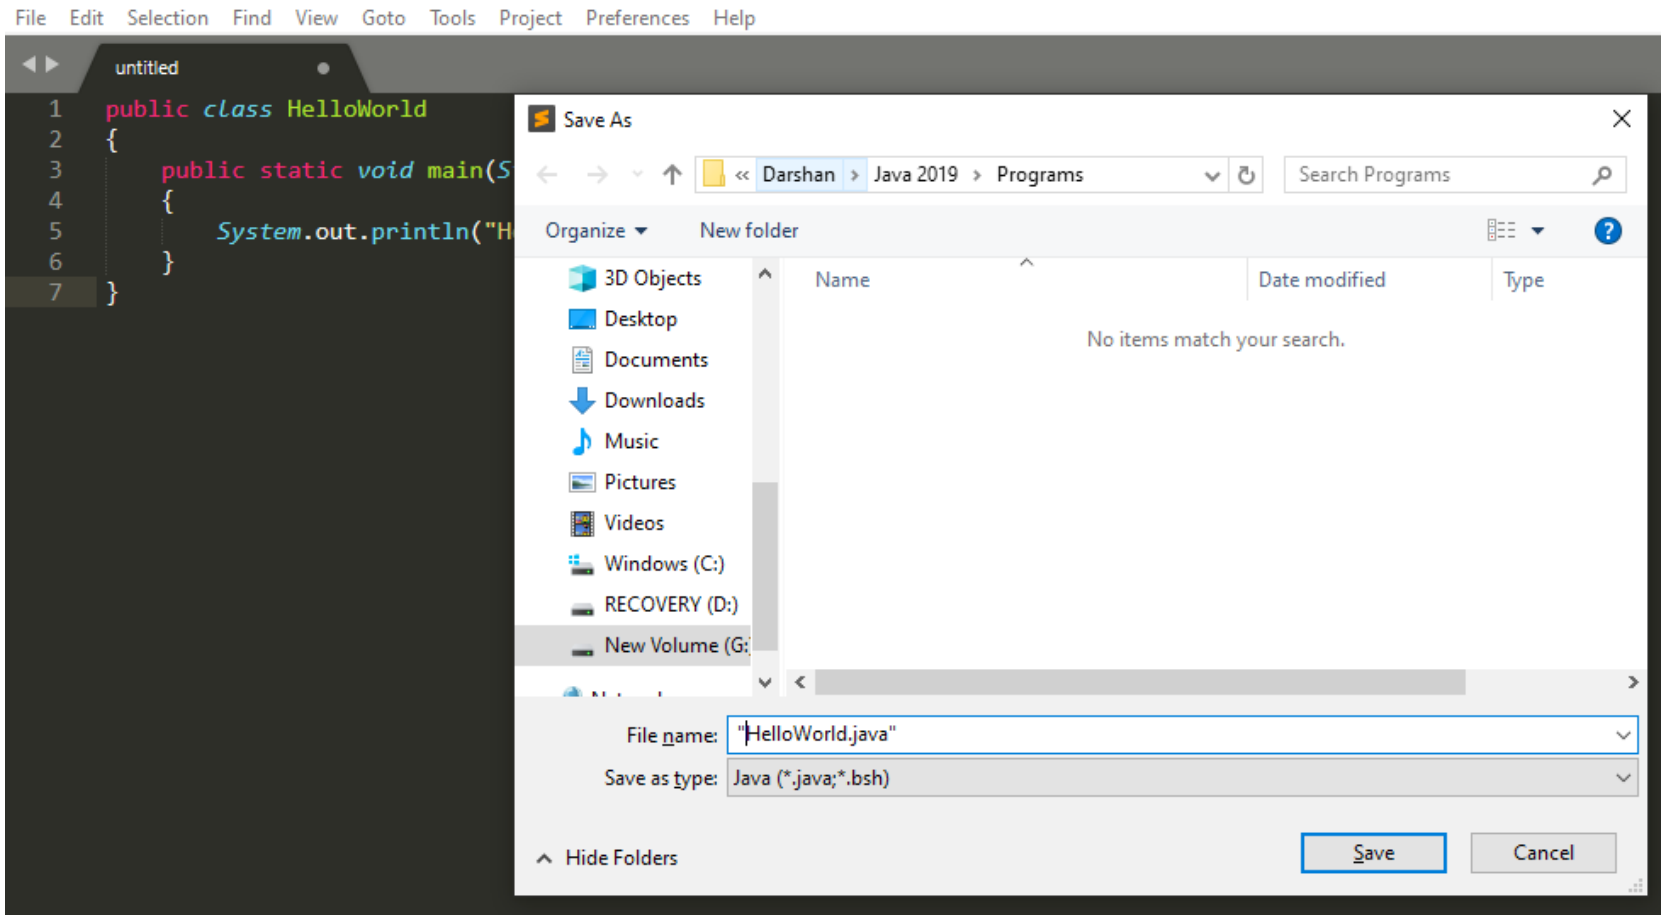 File Edit Selection Find View Goto Tools Project Preferences Help
untitled
1 public class HelloWorld
2 {
3 public static void main(S
4 {
5 System.out.println("H
6 }
7 }
Save As
« Darshan > Java 2019 > Programs
Search Programs
Organize
New folder
?
3D Objects
Desktop
Documents
Downloads
Music
Pictures
Videos
Windows (C:)
RECOVERY (D:)
New Volume (G:
Name
Date modified
Type
No items match your search.
File name: "HelloWorld.java"
Save as type: Java (*.java;*.bsh)
Hide Folders
Save
Cancel